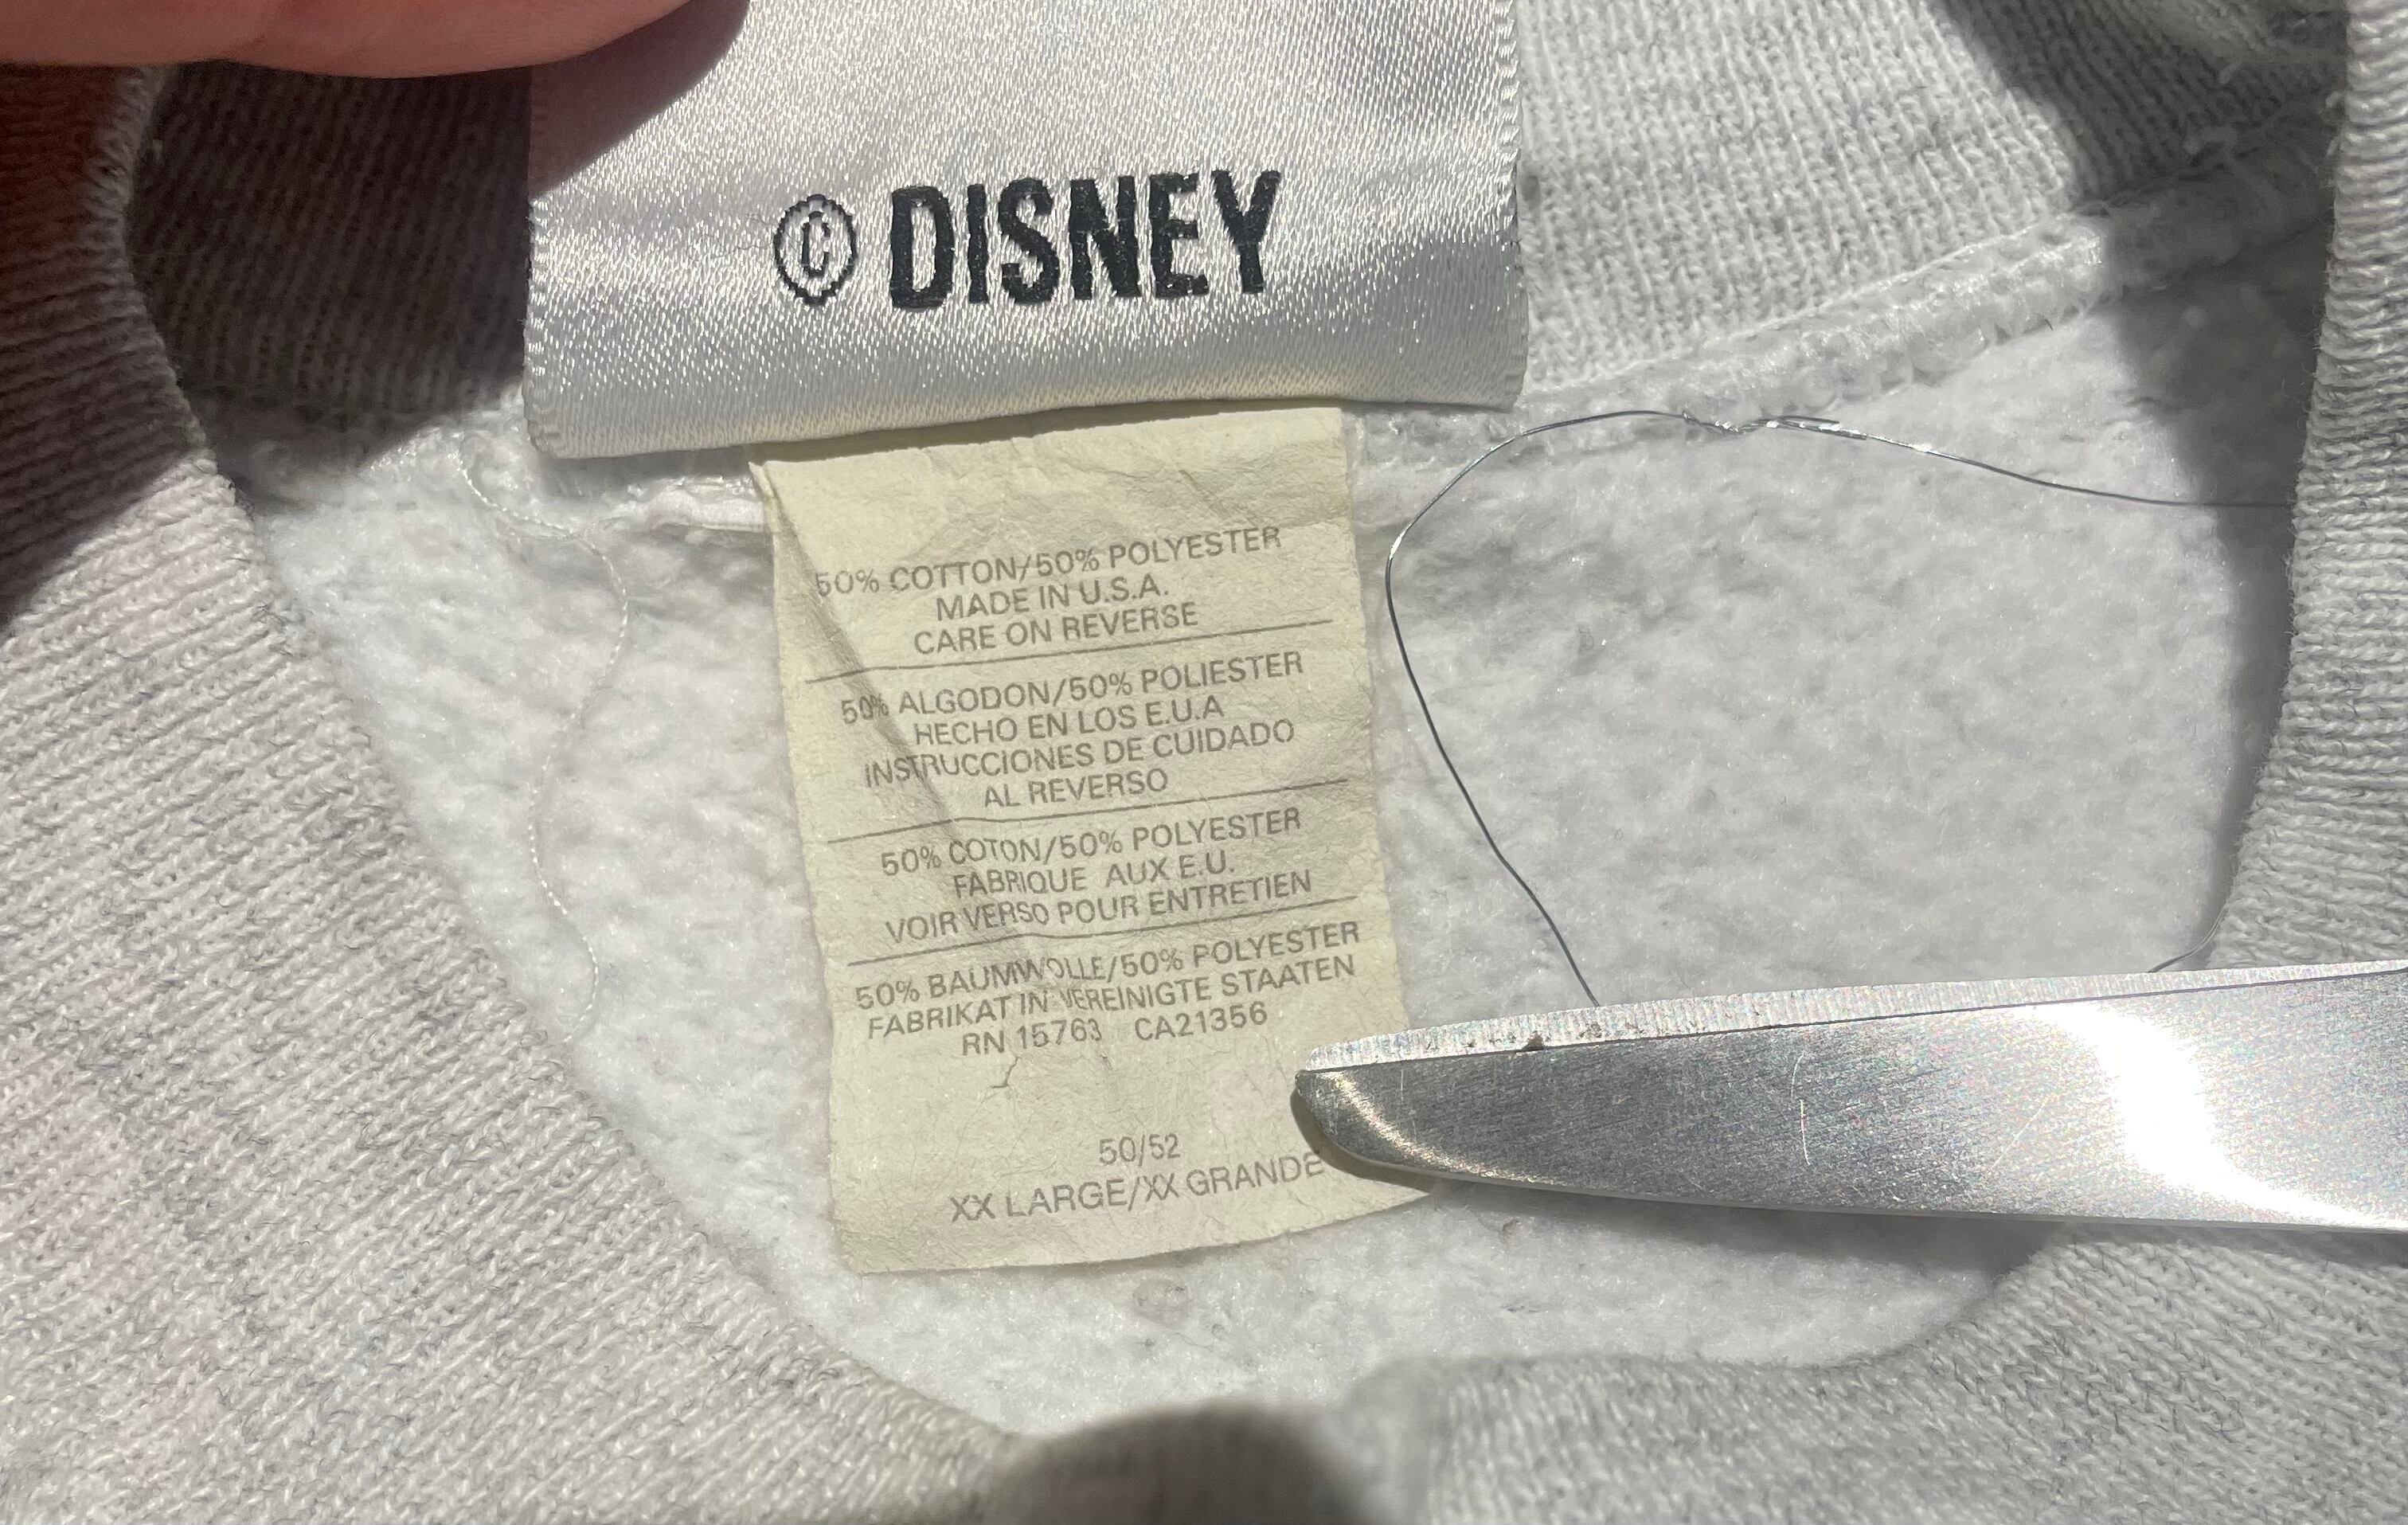 © DISNEY
50% COTTON/50% POLYESTER
MADE IN U.S.A.
CARE ON REVERSE
50% ALGODON/50% POLIESTER
HECHO EN LOS E.U.A
INSTRUCCIONES DE CUIDADO
AL REVERSO
50% COTON/50% POLYESTER
FABRIQUE AUX E.U.
VOIR VERSO POUR ENTRETIEN
50% BAUMWOLLE/50% POLYESTER
FABRIKAT IN VEREINIGTE STAATEN
RN 15763 CA21356
50/52
XX LARGE/XX GRANDE